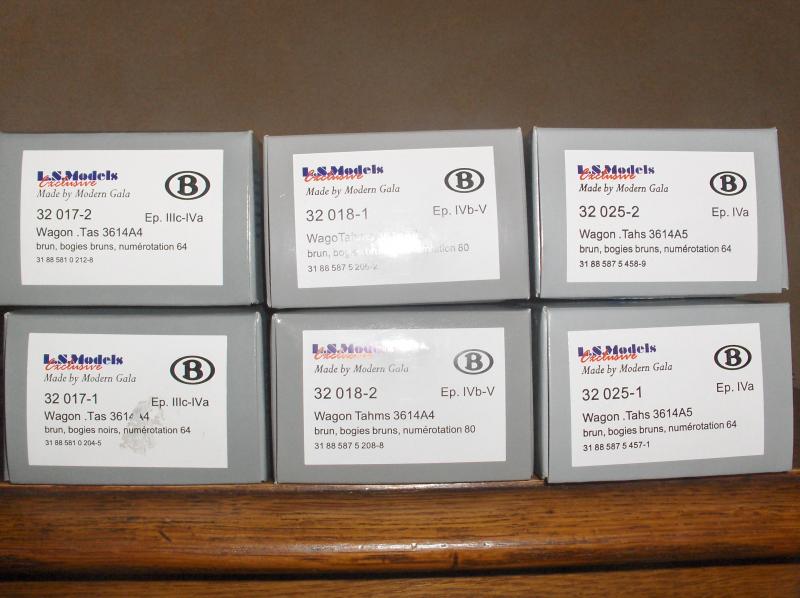 L.S.Models
Exclusive
Made by Modern Gala
B
32 017-2
Ep. IIIc-IVa
Wagon .Tas 3614A4
brun, bogies bruns, numérotation 64
31 88 581 0 212-8
L.S.Models
Exclusive
Made by Modern Gala
B
32 018-1
Ep. IVb-V
numérotation 80
31 88 587 5
L.S.Models
Exclusive
Made by Modern Gala
B
32 025-2
Ep. IVa
Wagon .Tahs 3614A5
brun, bogies bruns, numérotation 64
31 88 587 5 458-9
L.S.Models
Exclusive
Made by Modern Gala
B
32 017-1
Ep. IIIc-IVa
Wagon .Tas 3614A4
brun, bogies noirs, numérotation 64
31 88 581 0 204-5
L.S.Models
Exclusive
Made by Modern Gala
B
32 018-2
Ep. IVb-V
Wagon Tahms 3614A4
brun, bogies bruns, numérotation 80
31 88 587 5 208-8
L.S.Models
Exclusive
Made by Modern Gala
B
32 025-1
Ep. IVa
Wagon .Tahs 3614A5
brun, bogies bruns, numérotation 64
31 88 587 5 457-1